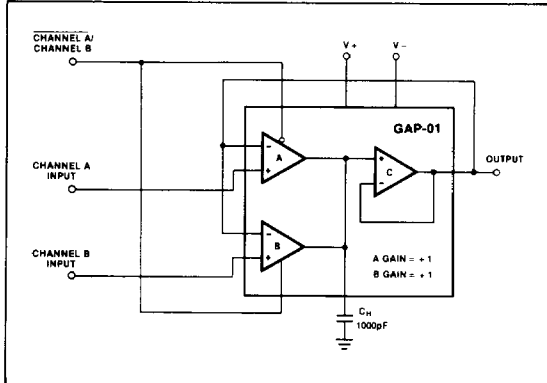 CHANNEL A/
CHANNEL B
V+
V-
GAP-01
-
+
A
CHANNEL A
INPUT
+
-
C
OUTPUT
CHANNEL B
INPUT
-
+
B
A GAIN = +1
B GAIN = +1
CH
1000pF